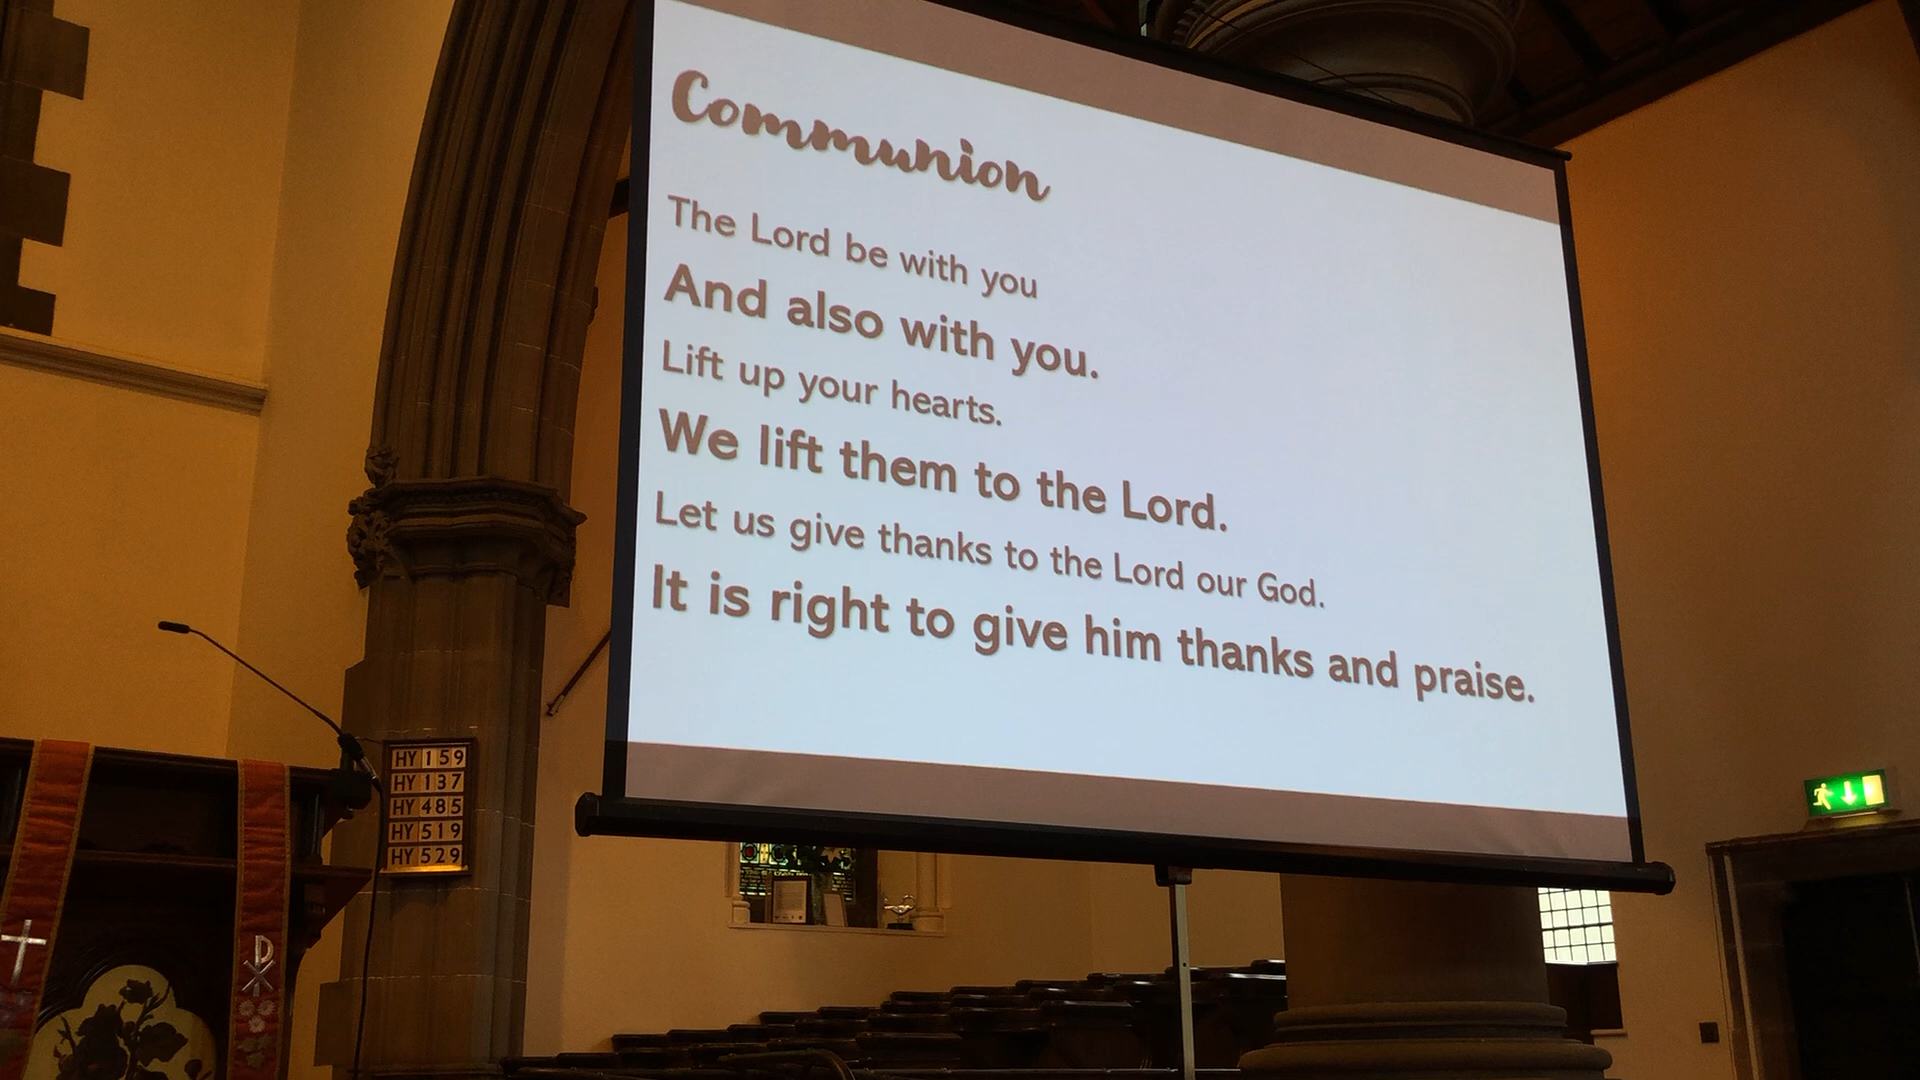 Communion
The Lord be with you
And also with you.
Lift up your hearts.
We lift them to the Lord.
Let us give thanks to the Lord our God.
It is right to give him thanks and praise.
HY 159
HY 137
HY 485
HY 519
HY 529